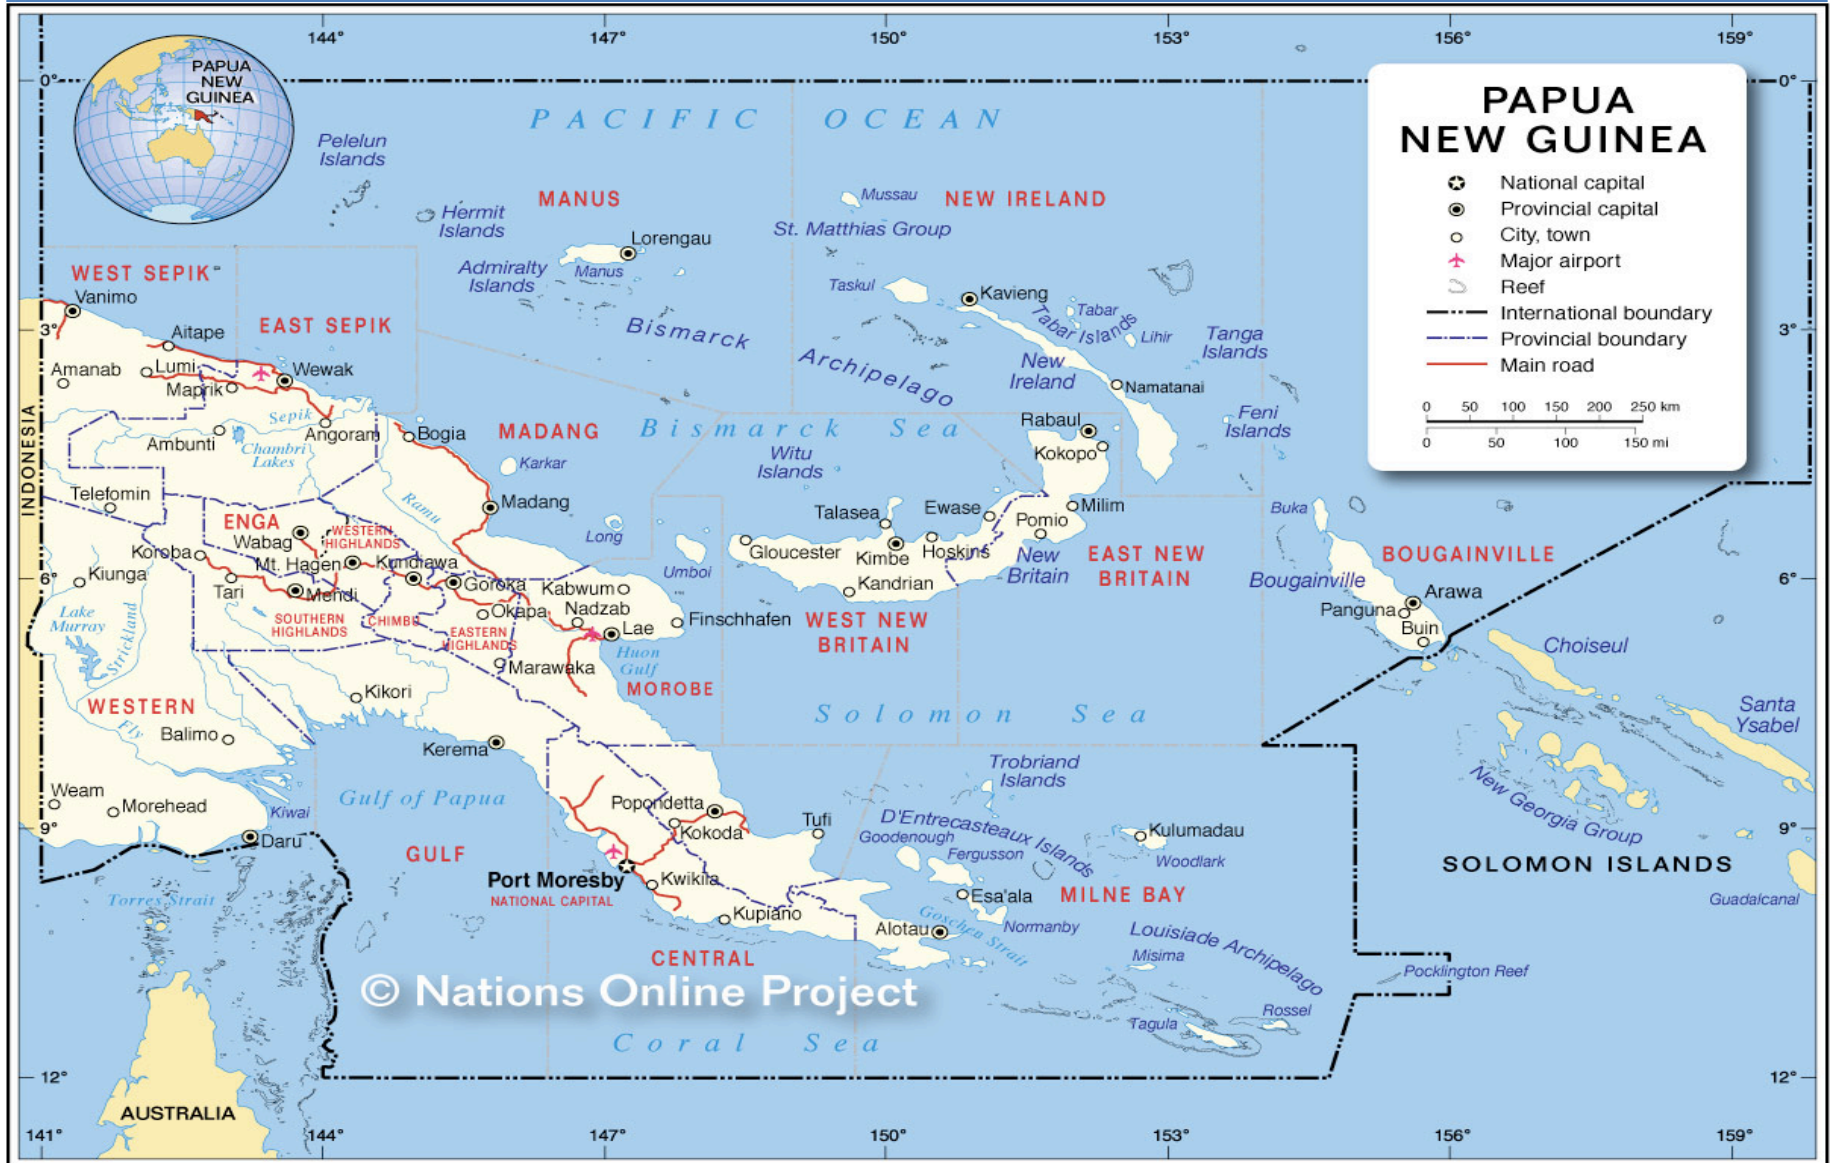 144°
147°
150°
153°
156°
159°
0°
0°
PAPUA
NEW
GUINEA
PAPUA
NEW GUINEA
National capital
Provincial capital
City, town
Major airport
Reef
International boundary
Provincial boundary
Main road
0 50 100 150 200 250 km
0 50 100 150 mi
PACIFIC OCEAN
Pelelun
Islands
Hermit
Islands
MANUS
Mussau
NEW IRELAND
St. Matthias Group
Lorengau
Manus
Admiralty
Islands
WEST SEPIK
Vanimo
EAST SEPIK
Taskul
Kavieng
Tabar
Tabar Islands
Lihir
Tanga
Islands
3°
3°
Aitape
Amanab
Lumi
Maprik
Wewak
Bismarck
Archipelago
New
Ireland
Namatanai
INDONESIA
Ambunti
Sepik
Chambri
Lakes
Angoram
Bogia
MADANG
Karkar
Bismarck Sea
Witu
Islands
Rabaul
Kokopo
Feni
Islands
Telefomin
Ramu
Madang
Talasea
Ewase
Milim
Buka
ENGA
Wabag
WESTERN
HIGHLANDS
Long
Pomio
Koroba
Mt. Hagen
Kundiawa
Gloucester
Kimbe
Hoskins
New
Britain
EAST NEW
BRITAIN
BOUGAINVILLE
Kiunga
Tari
Mendi
Goroka
Kabwum
Umboi
Kandrian
Bougainville
Arawa
6°
6°
Lake
Murray
Strickland
SOUTHERN
HIGHLANDS
CHIMBU
Okapa
Nadzab
Lae
Finschhafen
WEST NEW
BRITAIN
Panguna
Buin
EASTERN
HIGHLANDS
Marawaka
Huon
Gulf
Choiseul
MOROBE
WESTERN
Kikori
Fly
Balimo
Kerema
Solomon Sea
Santa
Ysabel
Trobriand
Islands
New Georgia Group
Weam
Morehead
Kiwai
Gulf of Papua
Popondetta
Kokoda
Tufi
D'Entrecasteaux Islands
Goodenough
Fergusson
Kulumadau
Woodlark
9°
9°
Daru
GULF
SOLOMON ISLANDS
Port Moresby
NATIONAL CAPITAL
Kwikila
Esa'ala
MILNE BAY
Guadalcanal
Torres Strait
Kupiano
Alotau
Goschen Strait
Normanby
Louisiade Archipelago
CENTRAL
Misima
Pocklington Reef
© Nations Online Project
Rossel
Tagula
Coral Sea
12°
12°
AUSTRALIA
141°
144°
147°
150°
153°
156°
159°